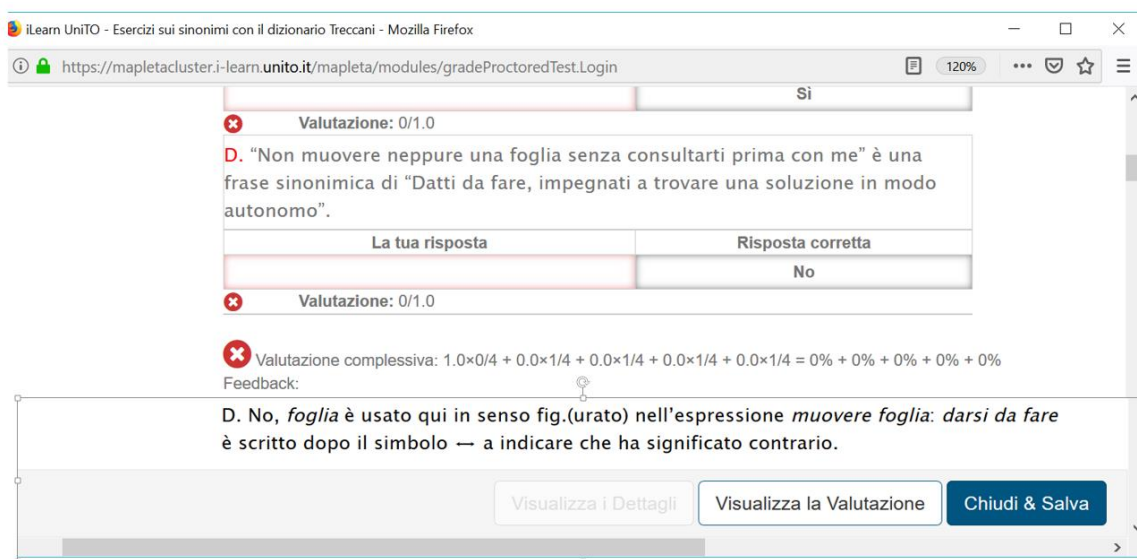 iLearn UniTO - Esercizi sui sinonimi con il dizionario Treccani - Mozilla Firefox
https://mapletacluster.i-learn.unito.it/mapleta/modules/gradeProctoredTest.Login 120%
Sì
Valutazione: 0/1.0
D. “Non muovere neppure una foglia senza consultarti prima con me” è una
frase sinonimica di “Datti da fare, impegnati a trovare una soluzione in modo
autonomo”.
La tua risposta Risposta corretta
No
Valutazione: 0/1.0
Valutazione complessiva: 1.0×0/4 + 0.0×1/4 + 0.0×1/4 + 0.0×1/4 + 0.0×1/4 = 0% + 0% + 0% + 0% + 0%
Feedback:
D. No, foglia è usato qui in senso fig.(urato) nell’espressione muovere foglia: darsi da fare
è scritto dopo il simbolo ↔ a indicare che ha significato contrario.
Visualizza i Dettagli Visualizza la Valutazione Chiudi & Salva